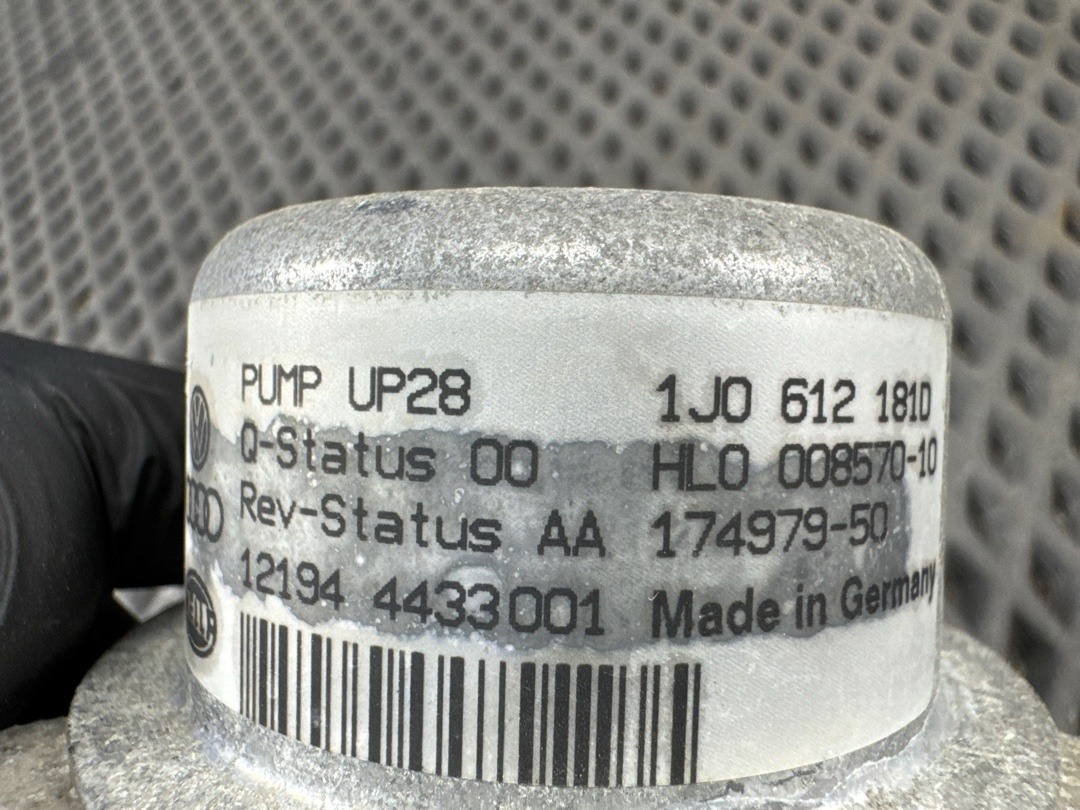 PUMP UP28
Q-Status 00
Rev-Status AA
12194 4433001
1J0 612 181D
HL0 008570-10
174979-50
Made in Germany